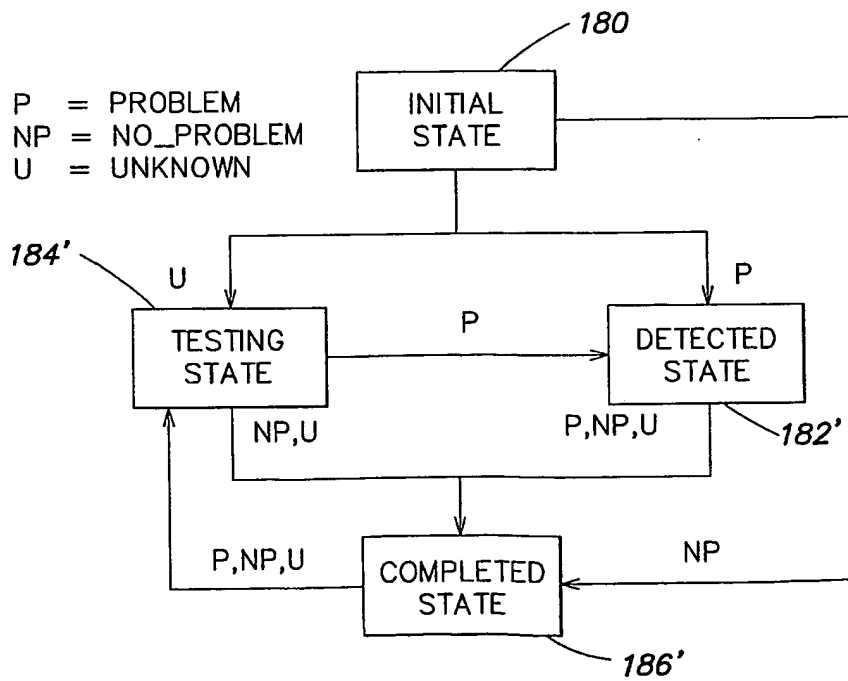 180
P = PROBLEM
NP = NO_PROBLEM
U = UNKNOWN
INITIAL
STATE
184'
U
P
TESTING
STATE
P
DETECTED
STATE
NP,U
P,NP,U
182'
P,NP,U
COMPLETED
STATE
NP
186'